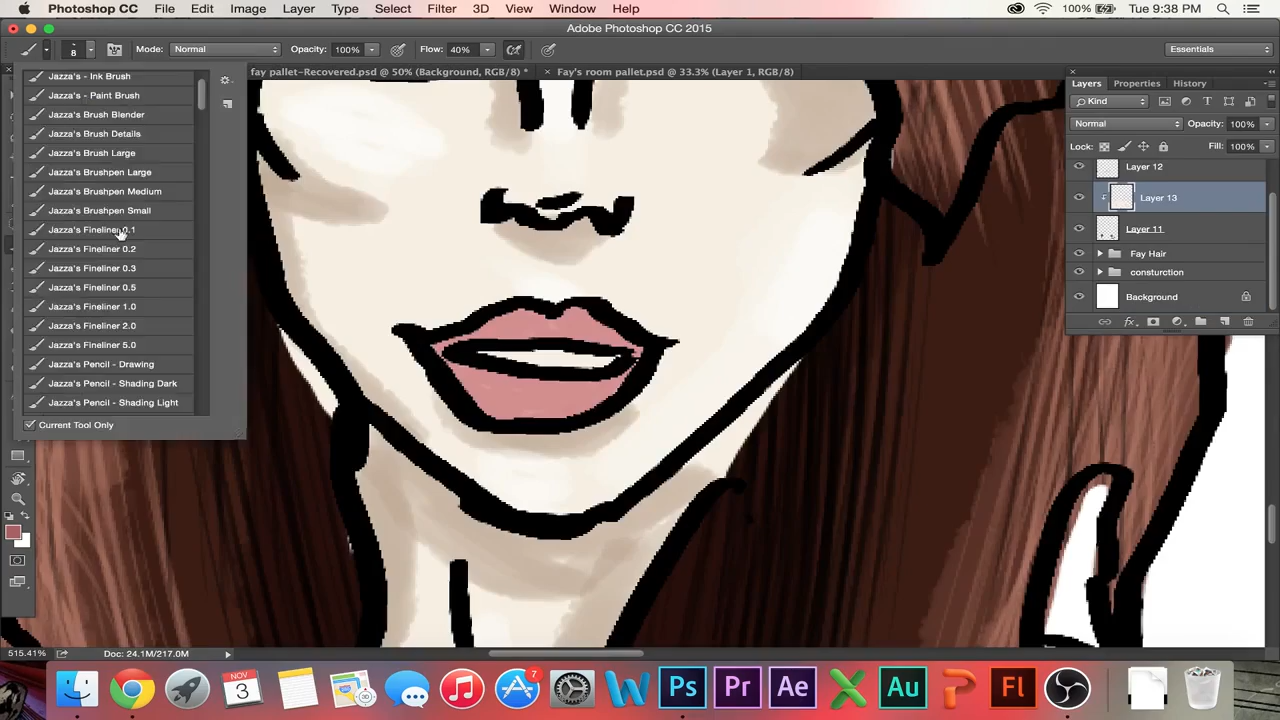 Photoshop CC File Edit Image Layer Type Select Filter 3D View Window Help 100% Tue 9:38 PM
Adobe Photoshop CC 2015
8 Mode: Normal Opacity: 100% Flow: 40% Essentials
fay pallet-Recovered.psd @ 50% (Background, RGB/8) * × Fay's room pallet.psd @ 33.3% (Layer 1, RGB/8)
Jazza's - Ink Brush
Jazza's - Paint Brush
Jazza's Brush Blender
Jazza's Brush Details
Jazza's Brush Large
Jazza's Brushpen Large
Jazza's Brushpen Medium
Jazza's Brushpen Small
Jazza's Fineliner 0.1
Jazza's Fineliner 0.2
Jazza's Fineliner 0.3
Jazza's Fineliner 0.5
Jazza's Fineliner 1.0
Jazza's Fineliner 2.0
Jazza's Fineliner 5.0
Jazza's Pencil - Drawing
Jazza's Pencil - Shading Dark
Jazza's Pencil - Shading Light
Current Tool Only
Layers Properties History
Kind
Normal Opacity: 100%
Lock: Fill: 100%
Layer 12
Layer 13
Layer 11
Fay Hair
consturction
Background
515.41% Doc: 24.1M/217.0M
NOV
3
7
Ps Pr Ae Au Fl